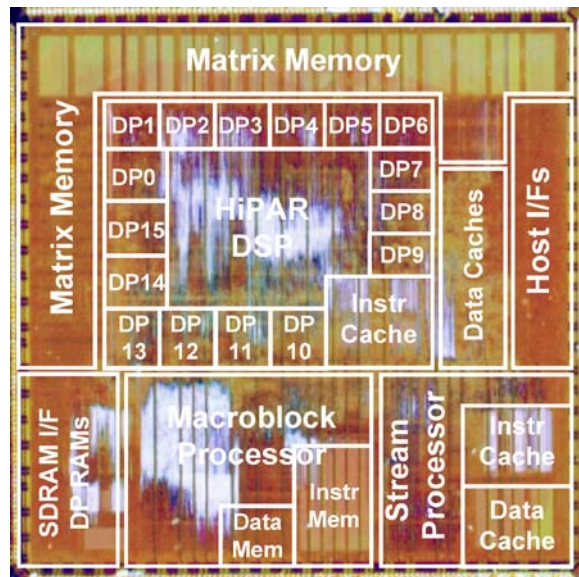 Matrix Memory
Matrix Memory
DP1 DP2 DP3 DP4 DP5 DP6
DP0
DP7
HiPAR
DSP
DP15
DP8
DP14
DP9
DP
13
DP
12
DP
11
DP
10
Instr
Cache
Data Caches
Host I/Fs
SDRAM I/F
DP RAMs
Macroblock
Processor
Instr
Mem
Data
Mem
Stream
Processor
Instr
Cache
Data
Cache